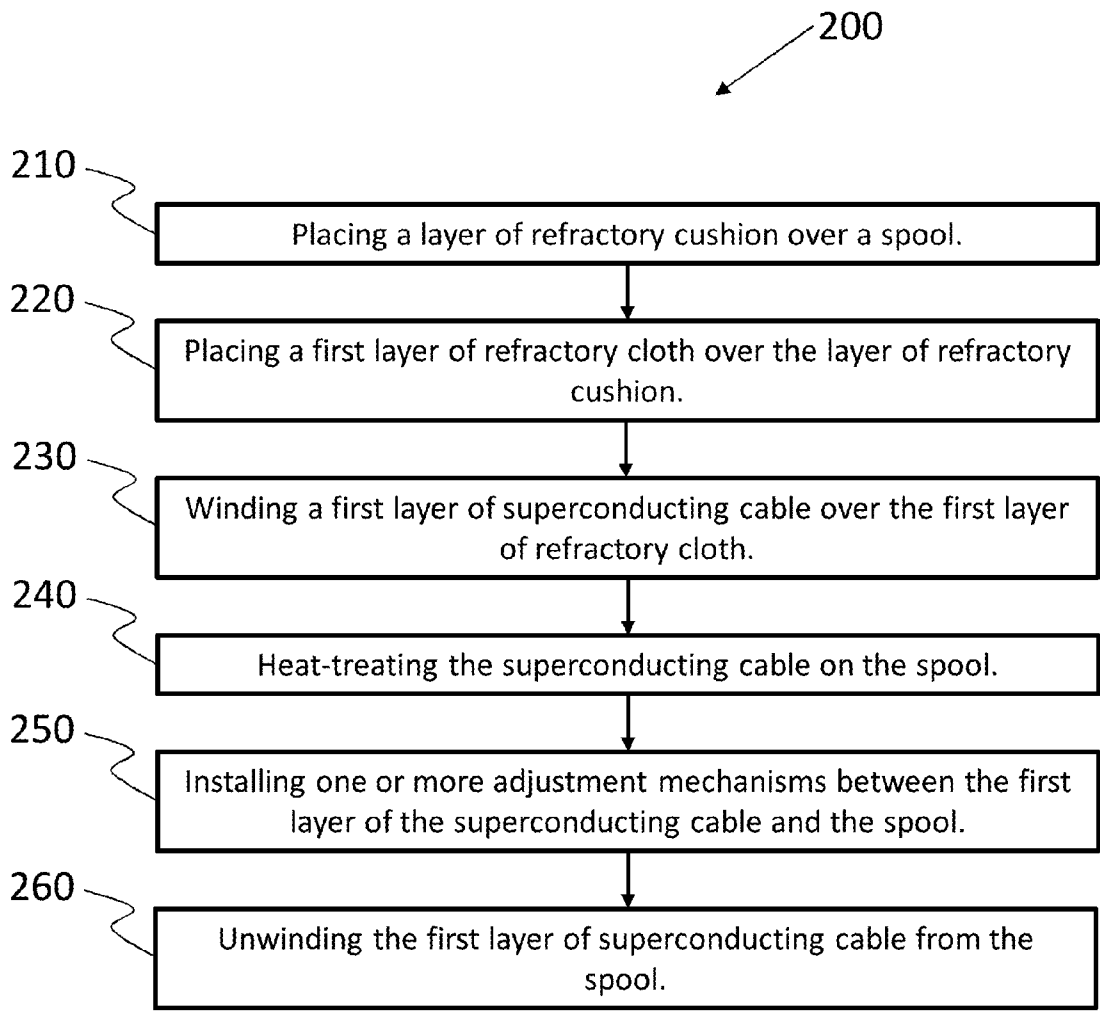 200
210
Placing a layer of refractory cushion over a spool.
220
Placing a first layer of refractory cloth over the layer of refractory
cushion.
230
Winding a first layer of superconducting cable over the first layer
of refractory cloth.
240
Heat-treating the superconducting cable on the spool.
250
Installing one or more adjustment mechanisms between the first
layer of the superconducting cable and the spool.
260
Unwinding the first layer of superconducting cable from the
spool.